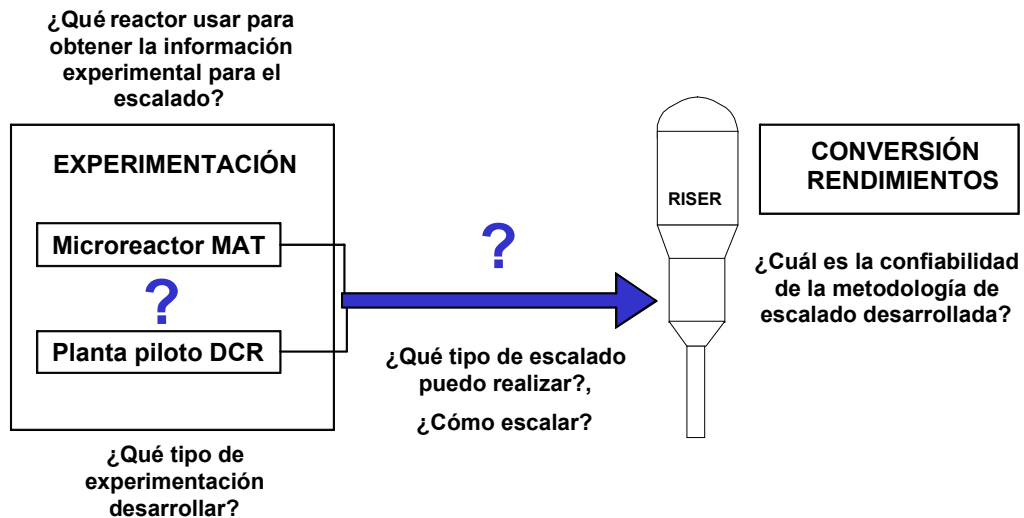 ¿Qué reactor usar para
obtener la información
experimental para el
escalado?
EXPERIMENTACIÓN
Microreactor MAT
?
Planta piloto DCR
¿Qué tipo de
experimentación
desarrollar?
?
¿Qué tipo de escalado
puedo realizar?,
¿Cómo escalar?
RISER
CONVERSIÓN
RENDIMIENTOS
¿Cuál es la confiabilidad
de la metodología de
escalado desarrollada?